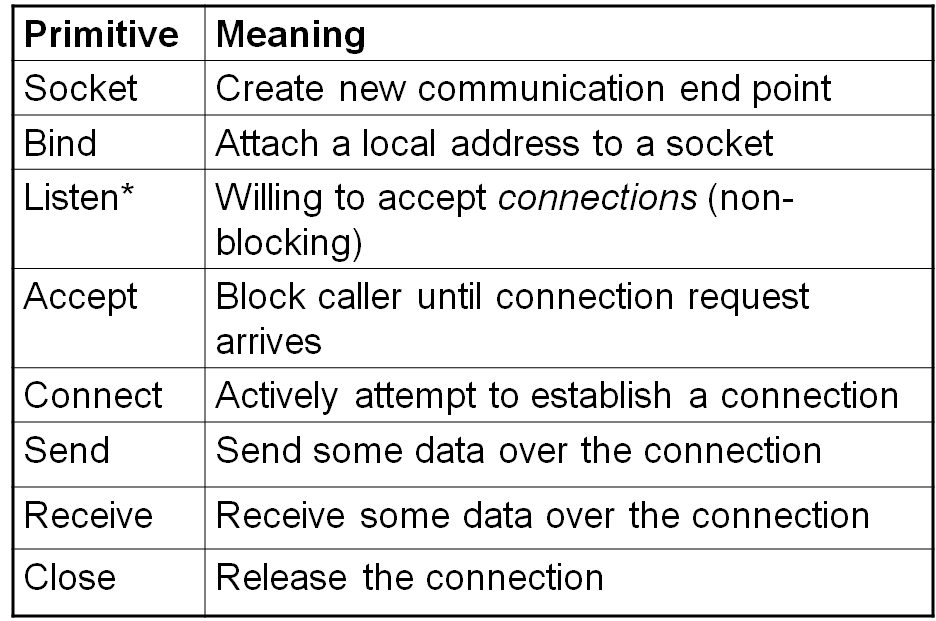 Primitive Meaning
Socket Create new communication end point
Bind Attach a local address to a socket
Listen* Willing to accept connections (non-
blocking)
Accept Block caller until connection request
arrives
Connect Actively attempt to establish a connection
Send Send some data over the connection
Receive Receive some data over the connection
Close Release the connection